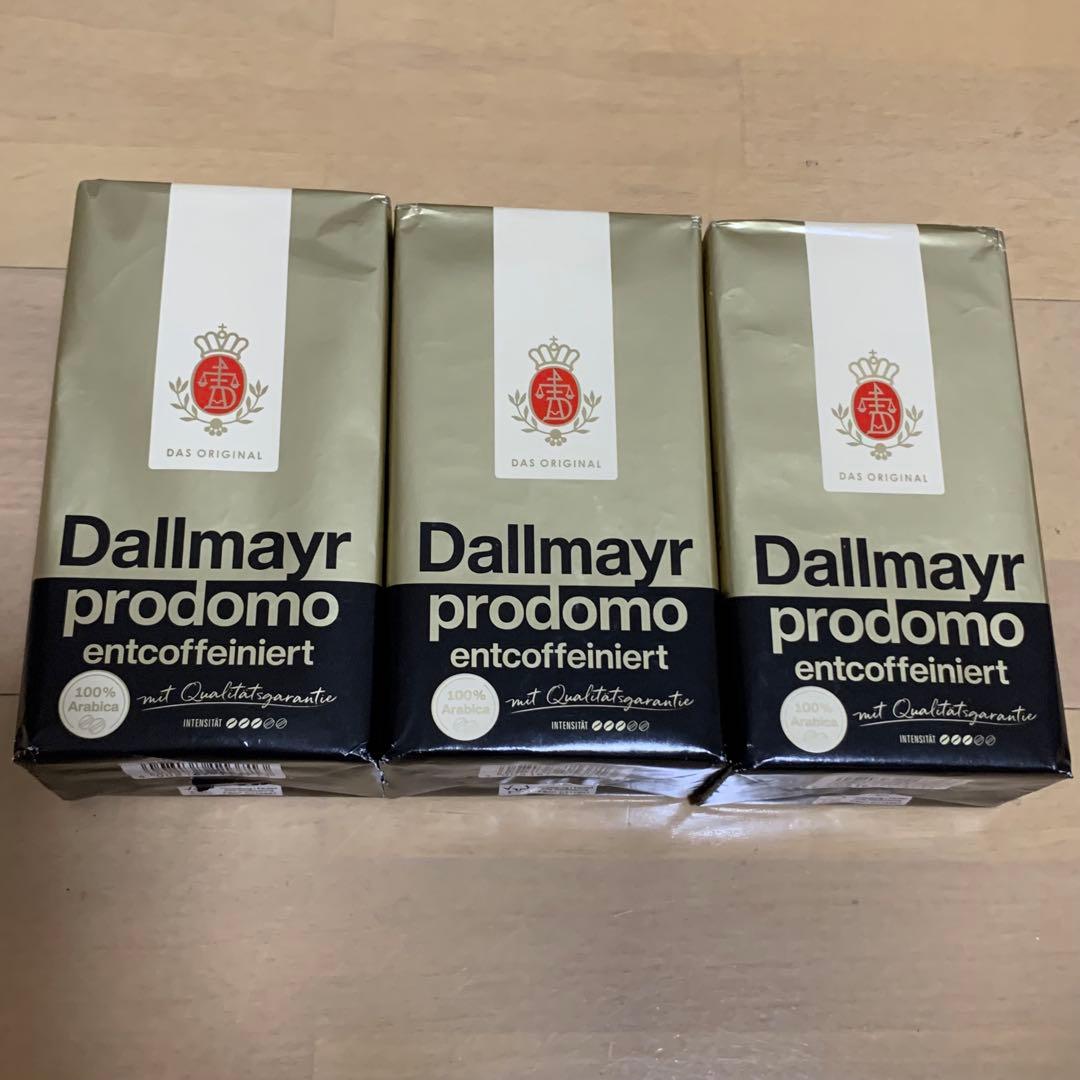 DAS ORIGINAL
Dallmayr
prodomo
entcoffeiniert
100%
Arabica
mit Qualitätsgarantie
INTENSITÄT
DAS ORIGINAL
Dallmayr
prodomo
entcoffeiniert
100%
Arabica
mit Qualitätsgarantie
INTENSITÄT
DAS ORIGINAL
Dallmayr
prodomo
entcoffeiniert
100%
Arabica
mit Qualitätsgarantie
INTENSITÄT